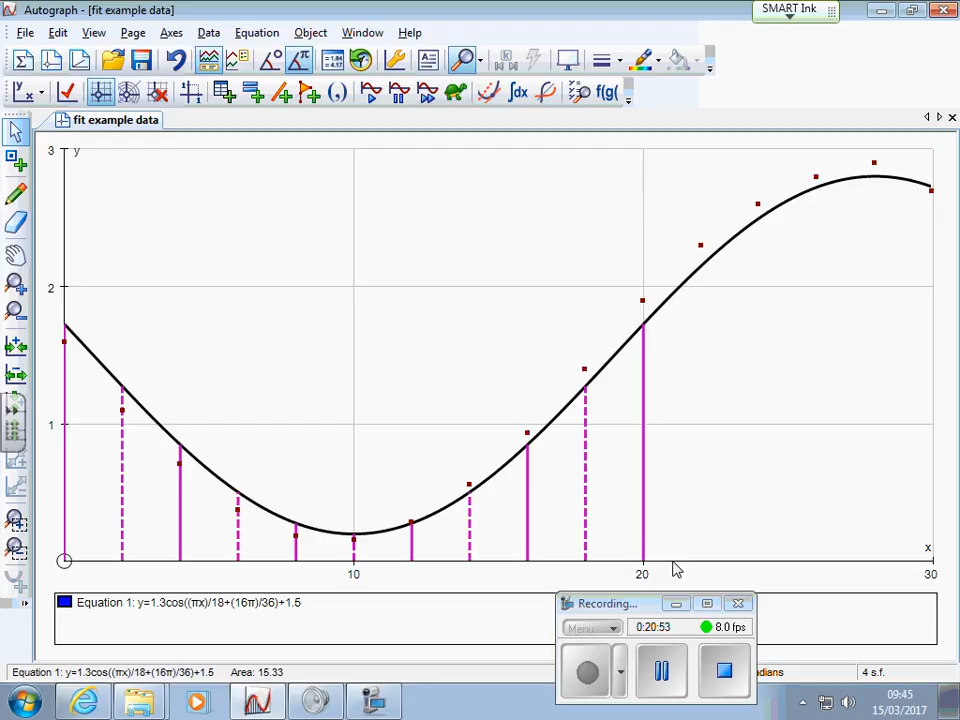 Autograph - [fit example data]
SMART Ink
File Edit View Page Axes Data Equation Object Window Help
fit example data
3
y
2
1
x
10
20
30
Equation 1: y=1.3cos((πx)/18+(16π)/36)+1.5
Recording...
Menu
0:20:53
8.0 fps
Equation 1: y=1.3cos((πx)/18+(16π)/36)+1.5 Area: 15.33
adians
4 s.f.
09:45
15/03/2017